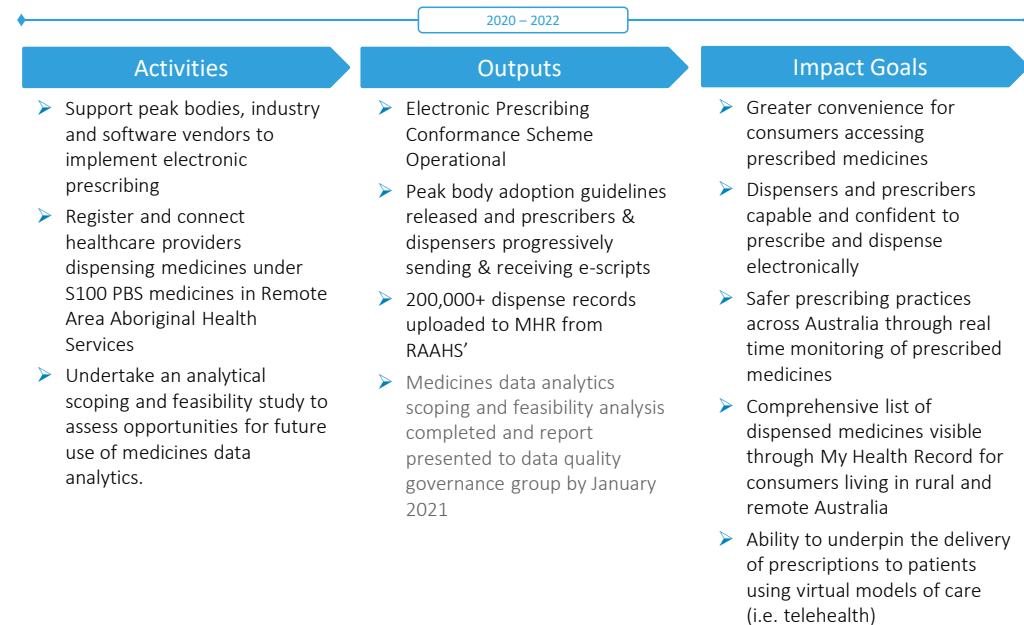 2020 – 2022
Activities
Support peak bodies, industry
and software vendors to
implement electronic
prescribing
Register and connect
healthcare providers
dispensing medicines under
S100 PBS medicines in Remote
Area Aboriginal Health
Services
Undertake an analytical
scoping and feasibility study to
assess opportunities for future
use of medicines data
analytics.
Outputs
Electronic Prescribing
Conformance Scheme
Operational
Peak body adoption guidelines
released and prescribers &
dispensers progressively
sending & receiving e-scripts
200,000+ dispense records
uploaded to MHR from
RAAHS’
Medicines data analytics
scoping and feasibility analysis
completed and report
presented to data quality
governance group by January
2021
Impact Goals
Greater convenience for
consumers accessing
prescribed medicines
Dispensers and prescribers
capable and confident to
prescribe and dispense
electronically
Safer prescribing practices
across Australia through real
time monitoring of prescribed
medicines
Comprehensive list of
dispensed medicines visible
through My Health Record for
consumers living in rural and
remote Australia
Ability to underpin the delivery
of prescriptions to patients
using virtual models of care
(i.e. telehealth)